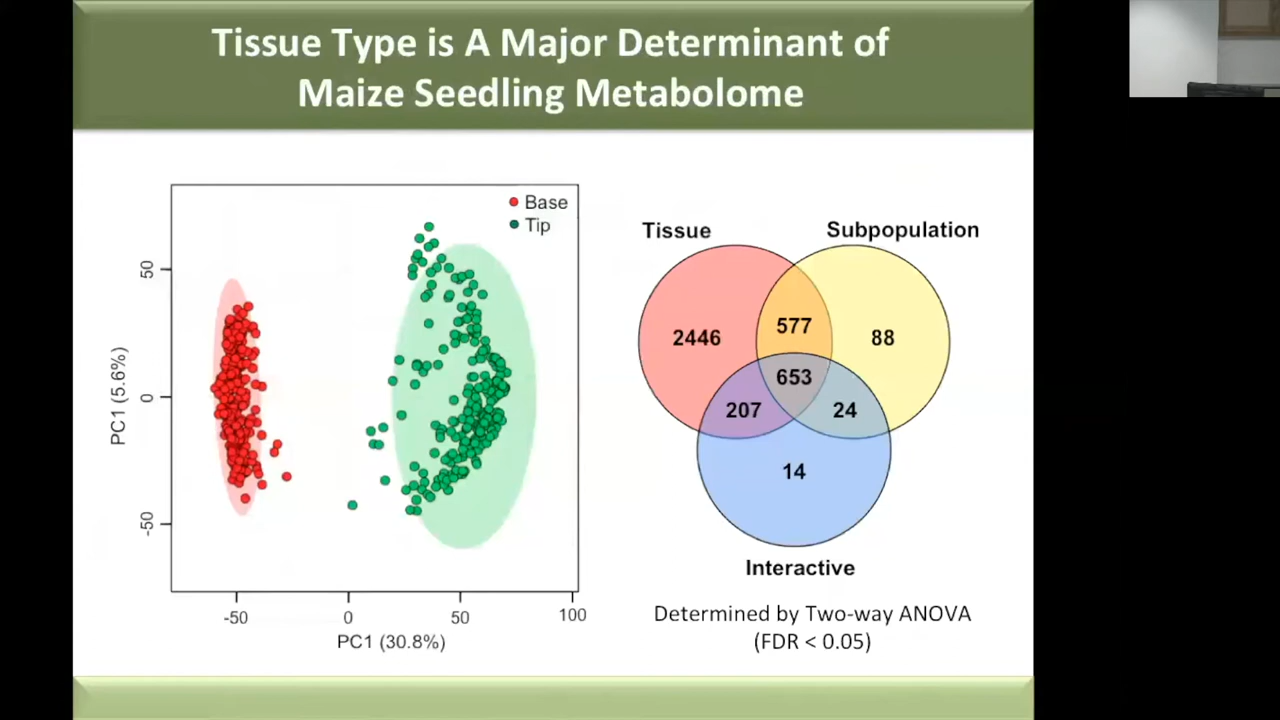 Tissue Type is A Major Determinant of
Maize Seedling Metabolome
Base
Tip
50
0
-50
PC1 (5.6%)
-50
0
50
100
PC1 (30.8%)
Tissue
Subpopulation
2446
577
88
653
207
24
14
Interactive
Determined by Two-way ANOVA
(FDR < 0.05)